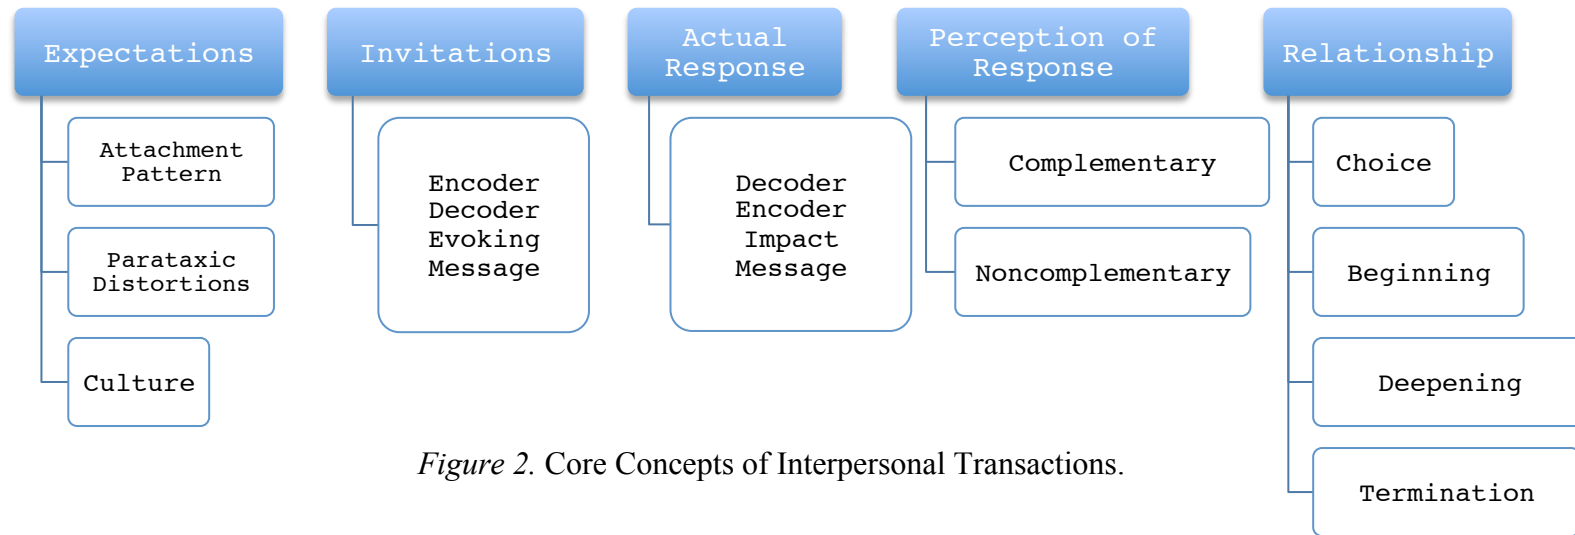 Expectations
Attachment
Pattern
Parataxic
Distortions
Culture
Invitations
Encoder
Decoder
Evoking
Message
Actual
Response
Decoder
Encoder
Impact
Message
Perception of
Response
Complementary
Noncomplementary
Relationship
Choice
Beginning
Deepening
Termination
Figure 2. Core Concepts of Interpersonal Transactions.